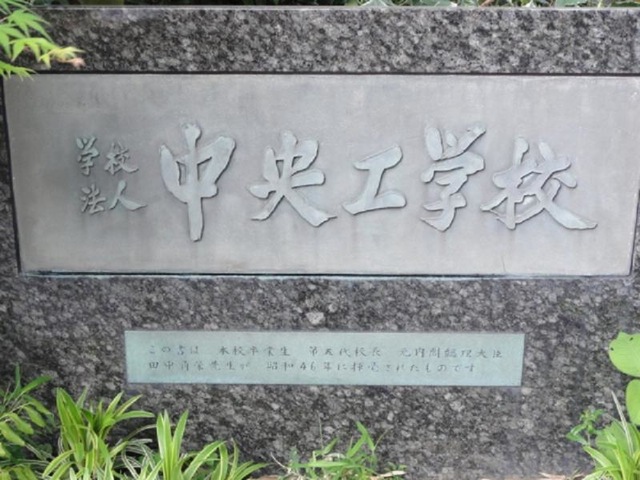 学校
法人
中央工学校
この書は 本校卒業生 第五代校長 元内閣総理大臣
田中角栄先生が 昭和46年に揮毫されたものです